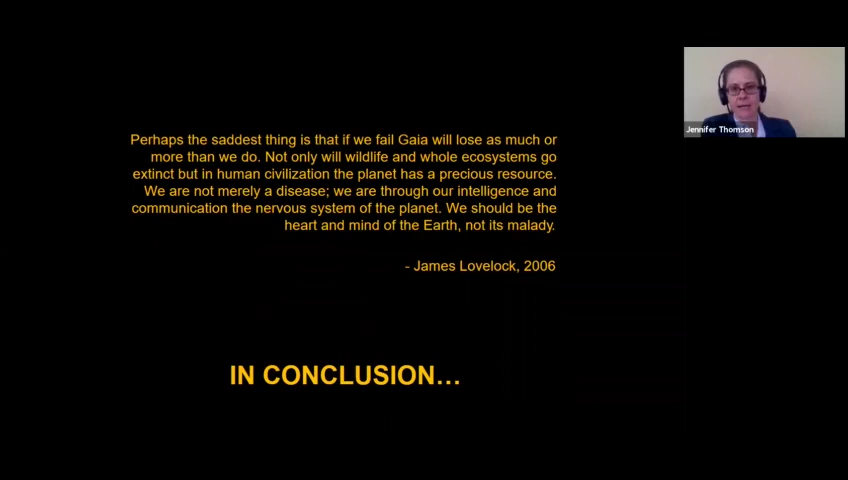 Perhaps the saddest thing is that if we fail Gaia will lose as much or
more than we do. Not only will wildlife and whole ecosystems go
extinct but in human civilization the planet has a precious resource.
We are not merely a disease; we are through our intelligence and
communication the nervous system of the planet. We should be the
heart and mind of the Earth, not its malady.
- James Lovelock, 2006
IN CONCLUSION…
Jennifer Thomson